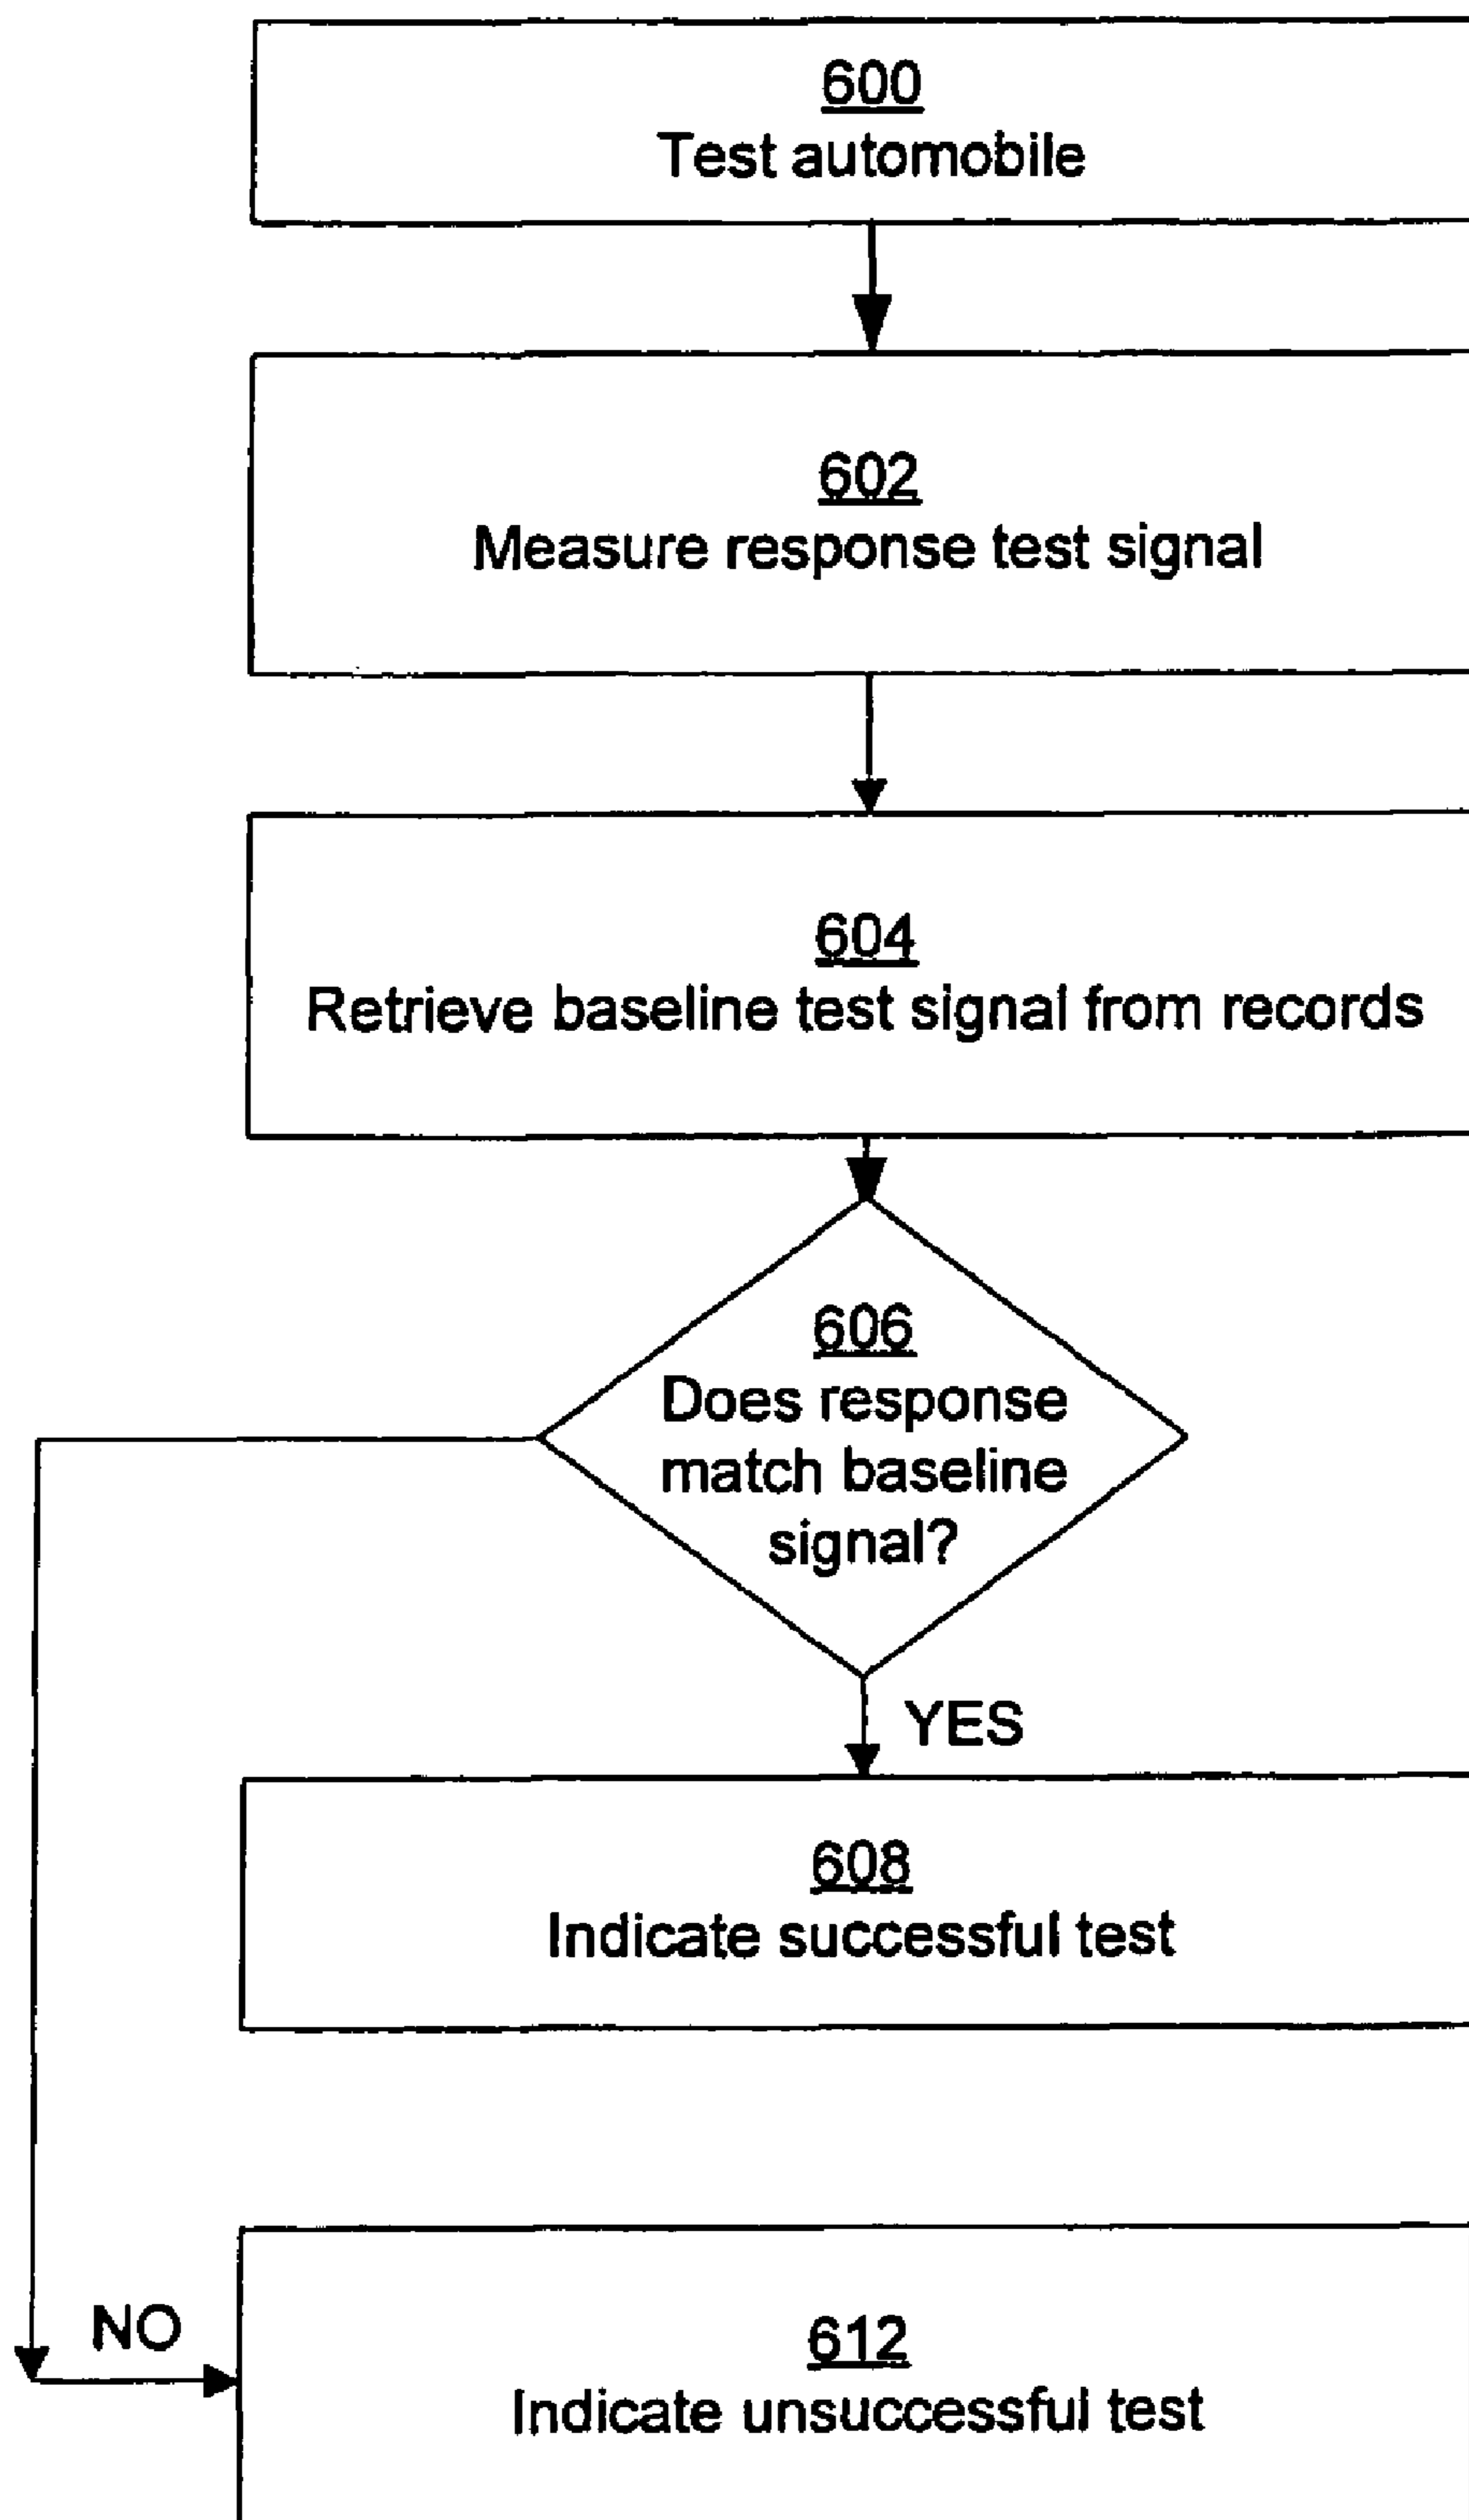 600
Test automobile
602
Measure response test signal
604
Retrieve baseline test signal from records
606
Does response
match baseline
signal?
YES
608
Indicate successful test
NO
612
Indicate unsuccessful test